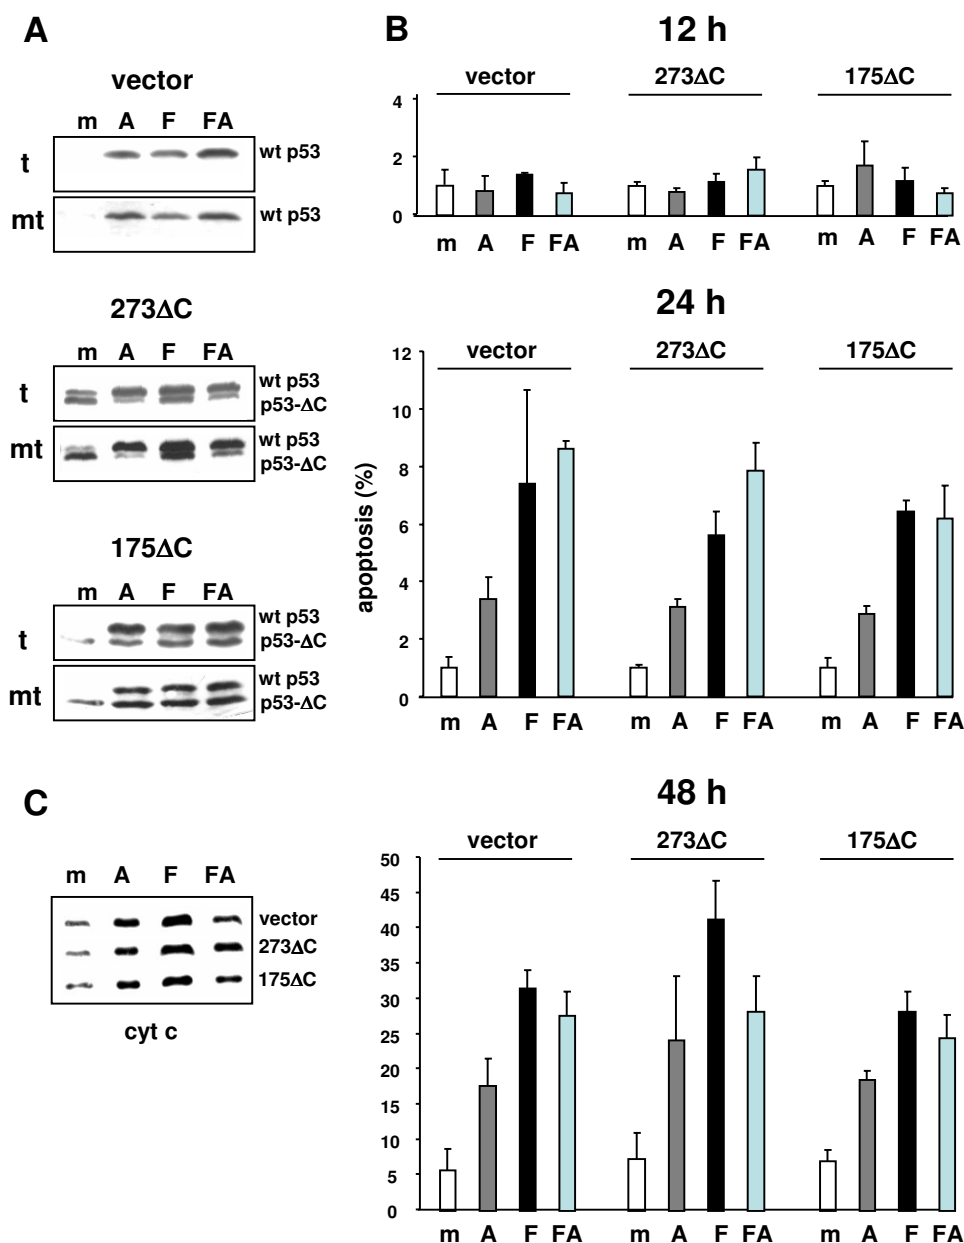 A
vector
m A F FA
t wt p53
mt wt p53
273ΔC
m A F FA
t wt p53
p53-ΔC
mt wt p53
p53-ΔC
175ΔC
m A F FA
t wt p53
p53-ΔC
mt wt p53
p53-ΔC
B
12 h
vector 273ΔC 175ΔC
4
2
0
m A F FA m A F FA m A F FA
24 h
vector 273ΔC 175ΔC
apoptosis (%)
12
10
8
6
4
2
0
m A F FA m A F FA m A F FA
C
m A F FA
vector
273ΔC
175ΔC
cyt c
48 h
vector 273ΔC 175ΔC
50
45
40
35
30
25
20
15
10
5
0
m A F FA m A F FA m A F FA